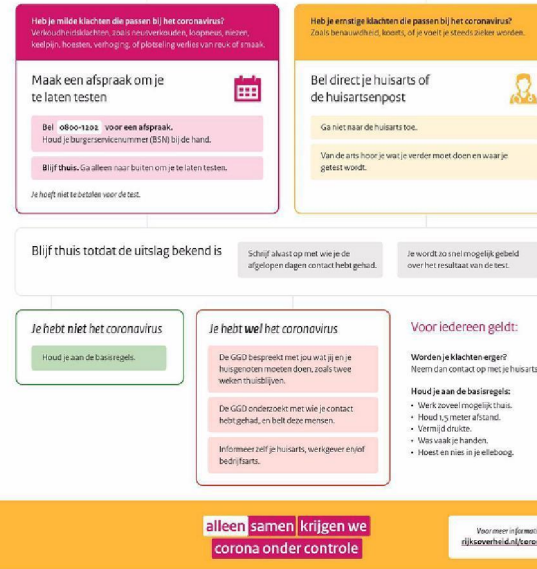 Heb je milde klachten die passen bij het coronavirus?
Verkoudheidsklachten, zoals neusverkouden, loopneus, niezen,
keelpijn, hoesten, verhoging, of plotseling verlies van reuk of smaak.
Maak een afspraak om je
te laten testen
Bel 0800-1202 voor een afspraak.
Houd je burgerservicenummer (BSN) bij de hand.
Blijf thuis. Ga alleen naar buiten om je te laten testen.
Je hoeft niet te betalen voor de test.
Heb je ernstige klachten die passen bij het coronavirus?
Zoals benauwdheid, koorts, of je voelt je steeds zieker worden.
Bel direct je huisarts of
de huisartsenpost
Ga niet naar de huisarts toe.
Van de arts hoor je wat je verder moet doen en waar je
getest wordt.
Blijf thuis totdat de uitslag bekend is
Schrijf alvast op met wie je de
afgelopen dagen contact hebt gehad.
Je wordt zo snel mogelijk gebeld
over het resultaat van de test.
Je hebt niet het coronavirus
Houd je aan de basisregels.
Je hebt wel het coronavirus
De GGD bespreekt met jou wat jij en je
huisgenoten moeten doen, zoals twee
weken thuisblijven.
De GGD onderzoekt met wie je contact
hebt gehad, en belt deze mensen.
Informeer zelf je huisarts, werkgever en/of
bedrijfsarts.
Voor iedereen geldt:
Worden je klachten erger?
Neem dan contact op met je huisarts
Houd je aan de basisregels:
• Werk zoveel mogelijk thuis.
• Houd 1,5 meter afstand.
• Vermijd drukte.
• Was vaak je handen.
• Hoest en nies in je elleboog.
alleen samen krijgen we
corona onder controle
Voor meer informati
rijksoverheid.nl/coro